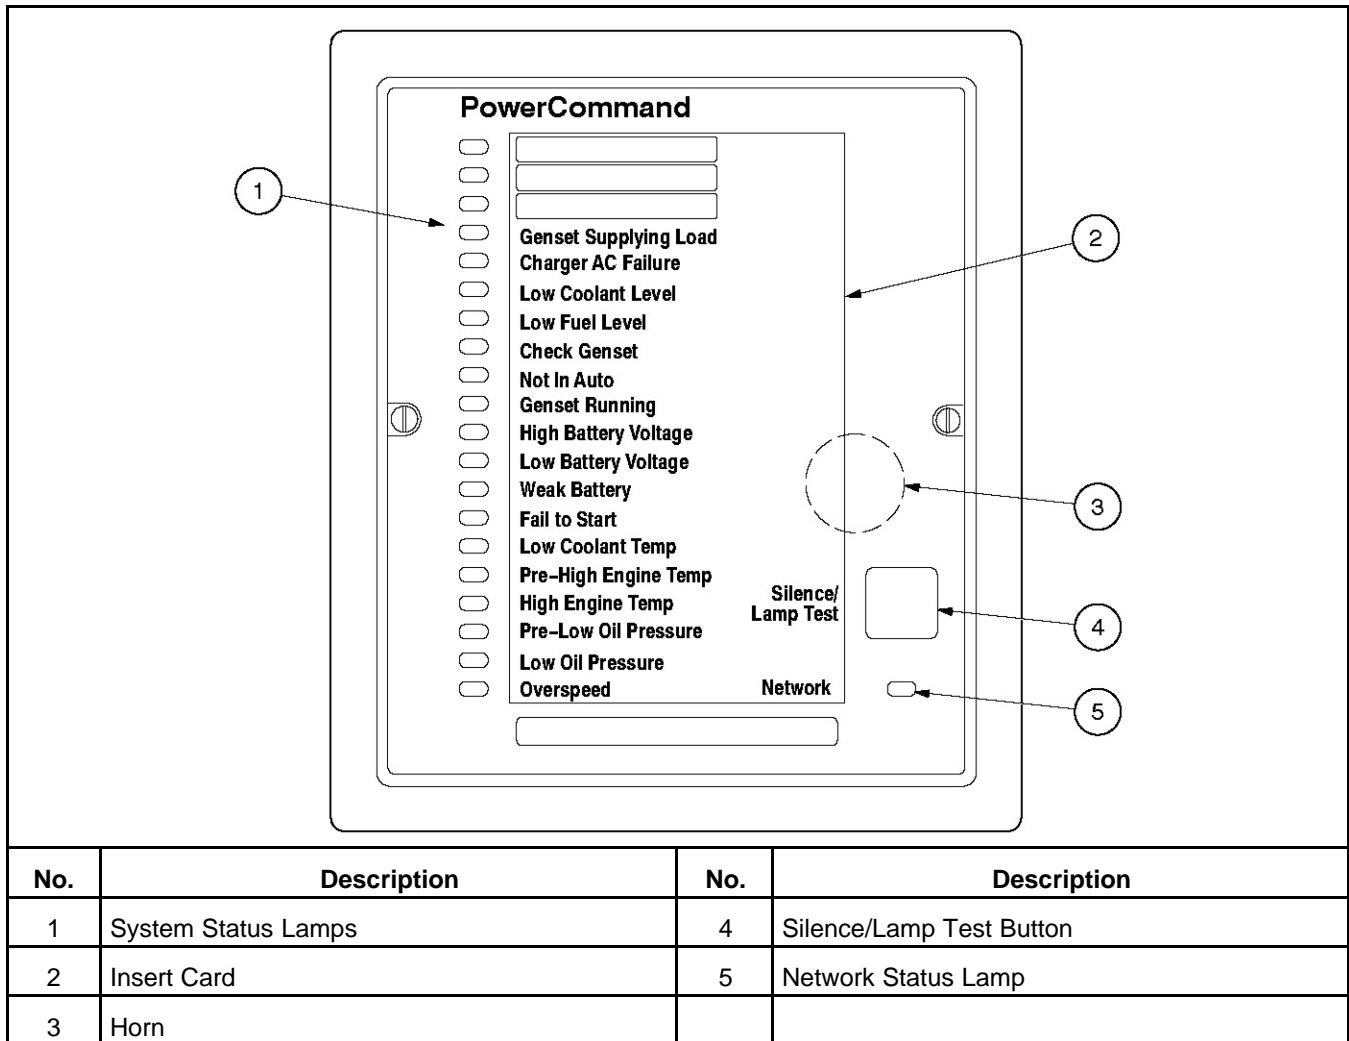 PowerCommand
1
Genset Supplying Load
2
Charger AC Failure
Low Coolant Level
Low Fuel Level
Check Genset
Not In Auto
Genset Running
High Battery Voltage
Low Battery Voltage
Weak Battery
3
Fail to Start
Low Coolant Temp
Pre-High Engine Temp
High Engine Temp
Silence/
Lamp Test
Pre-Low Oil Pressure
4
Low Oil Pressure
Overspeed
Network
5
No. Description No. Description
1 System Status Lamps 4 Silence/Lamp Test Button
2 Insert Card 5 Network Status Lamp
3 Horn